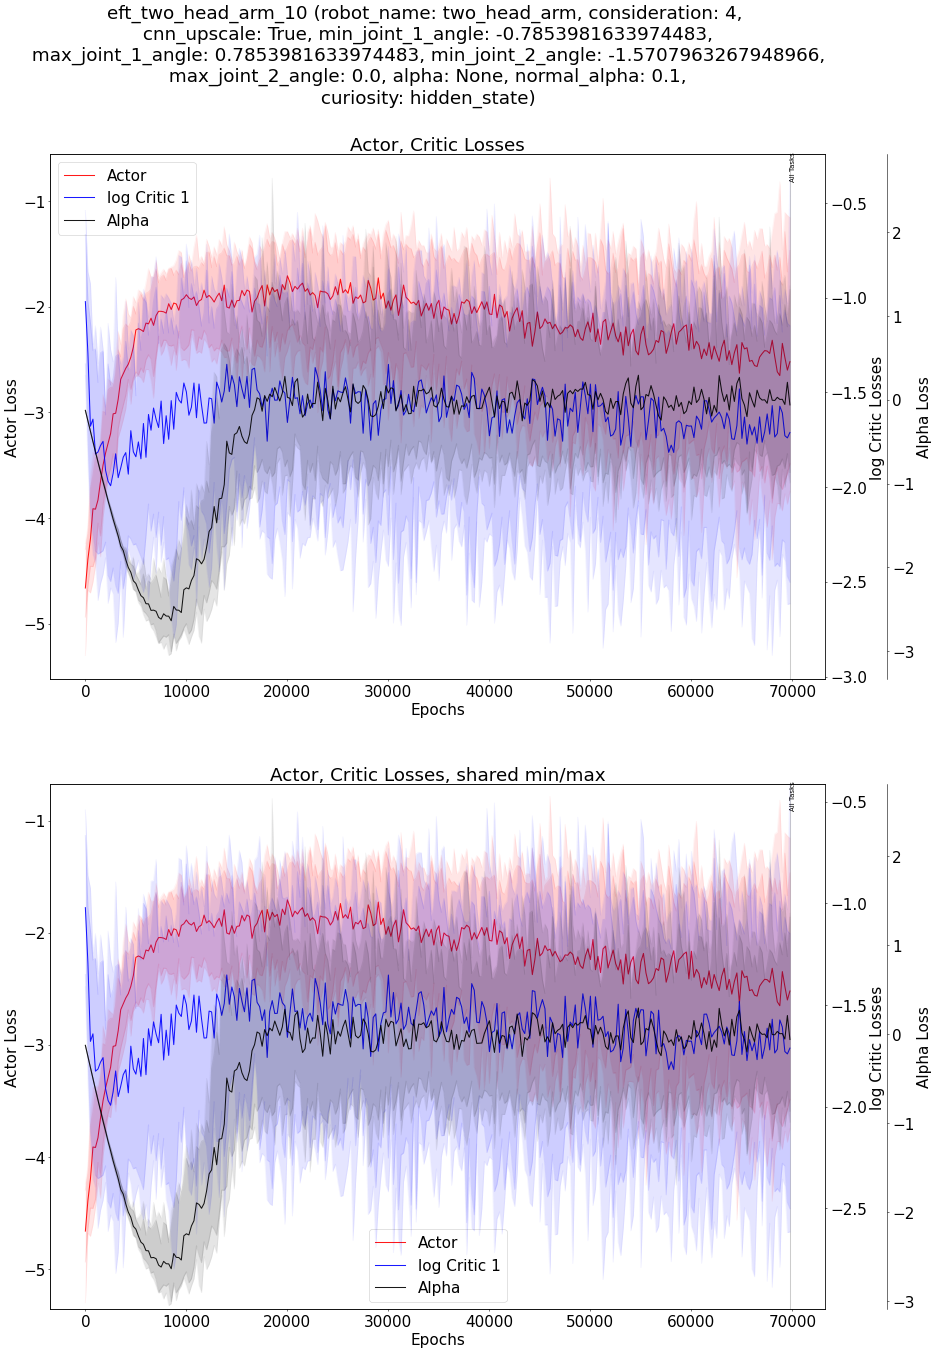 eft_two_head_arm_10 (robot_name: two_head_arm, consideration: 4,
cnn_upscale: True, min_joint_1_angle: -0.7853981633974483,
max_joint_1_angle: 0.7853981633974483, min_joint_2_angle: -1.5707963267948966,
max_joint_2_angle: 0.0, alpha: None, normal_alpha: 0.1,
curiosity: hidden_state)
Actor, Critic Losses
Actor
log Critic 1
Alpha
All Tasks
−1
−2
−3
−4
−5
Actor Loss
0
10000
20000
30000
40000
50000
60000
70000
Epochs
−0.5
−1.0
−1.5
−2.0
−2.5
−3.0
log Critic Losses
2
1
0
−1
−2
−3
Alpha Loss
Actor, Critic Losses, shared min/max
All Tasks
−1
−2
−3
−4
−5
Actor Loss
Actor
log Critic 1
Alpha
0
10000
20000
30000
40000
50000
60000
70000
Epochs
−0.5
−1.0
−1.5
−2.0
−2.5
log Critic Losses
2
1
0
−1
−2
−3
Alpha Loss